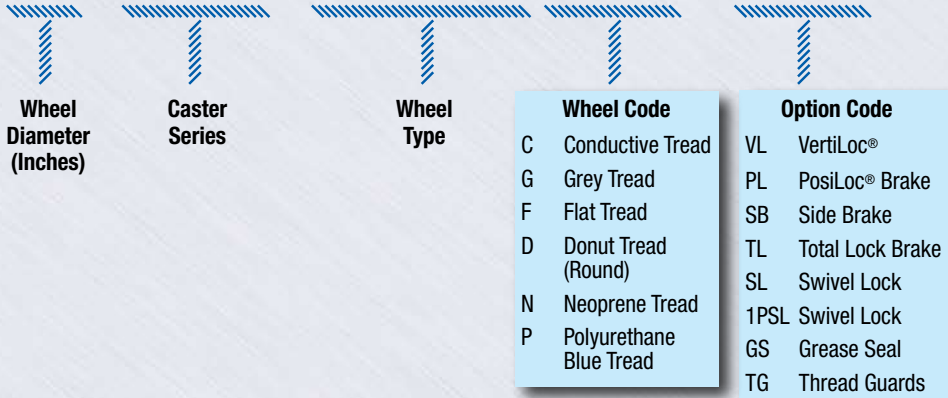 Wheel
Diameter
(Inches)
Caster
Series
Wheel
Type
Wheel Code
C Conductive Tread
G Grey Tread
F Flat Tread
D Donut Tread
(Round)
N Neoprene Tread
P Polyurethane
Blue Tread
Option Code
VL VertiLoc®
PL PosiLoc® Brake
SB Side Brake
TL Total Lock Brake
SL Swivel Lock
1PSL Swivel Lock
GS Grease Seal
TG Thread Guards